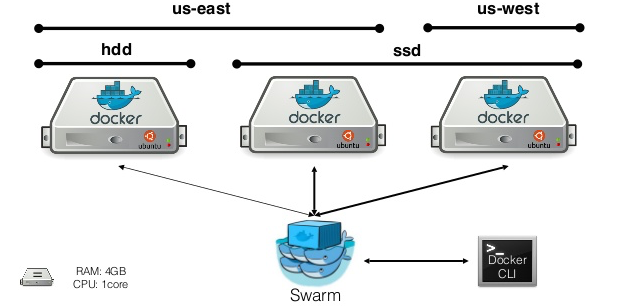 us-east
us-west
hdd
ssd
docker
docker
docker
ubuntu
ubuntu
ubuntu
>_
Docker
CLI
RAM: 4GB
CPU: 1core
Swarm